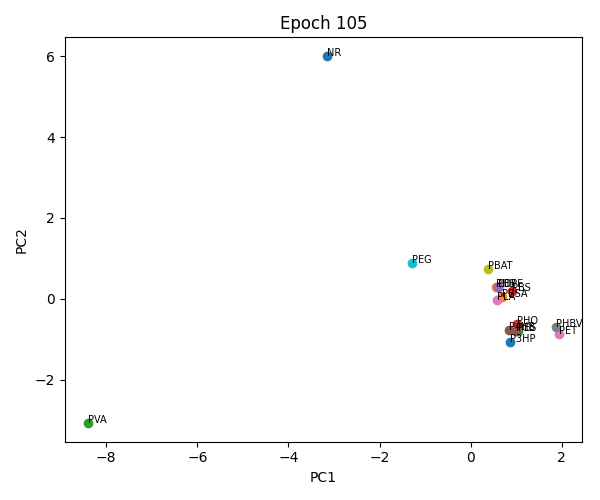 Epoch 105
PC2
6
4
2
0
−2
NR
PEG
PBAT
PLA
PHO
PHBV
PET
P3HP
PVA
−8
−6
−4
−2
0
2
PC1